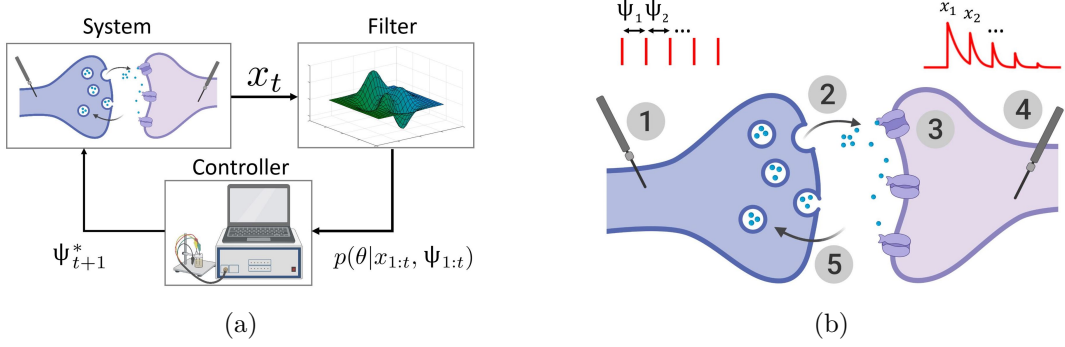 System
Filter
x_t
Controller
Ψ*_{t+1}
p(θ|x_{1:t}, Ψ_{1:t})
(a)
Ψ_1 Ψ_2
...
x_1 x_2 ...
1
2
3
4
5
(b)